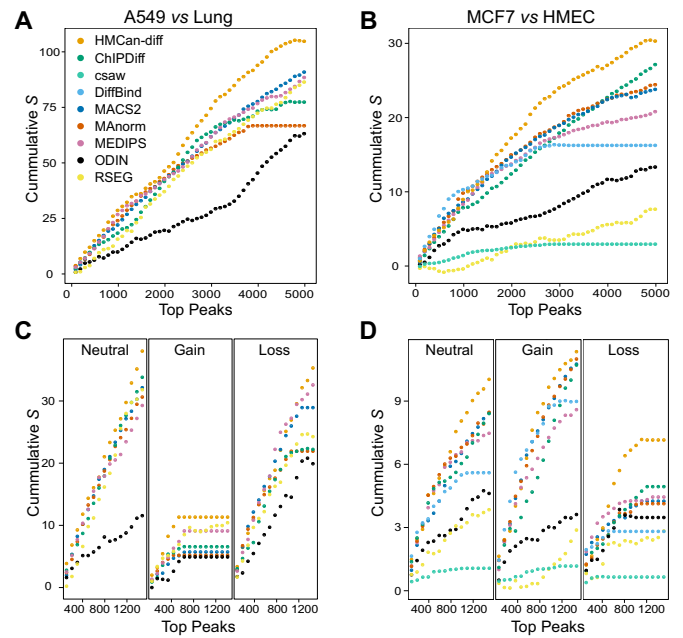 A
A549 vs Lung
Cummulative S
100
75
50
25
0
HMCan-diff
ChIPDiff
csaw
DiffBind
MACS2
MAnorm
MEDIPS
ODIN
RSEG
0 1000 2000 3000 4000 5000
Top Peaks
B
MCF7 vs HMEC
Cummulative S
30
20
10
0
0 1000 2000 3000 4000 5000
Top Peaks
C
Neutral Gain Loss
Cummulative S
30
20
10
0
400 800 1200 400 800 1200 400 800 1200
Top Peaks
D
Neutral Gain Loss
Cummulative S
9
6
3
0
400 800 1200 400 800 1200 400 800 1200
Top Peaks